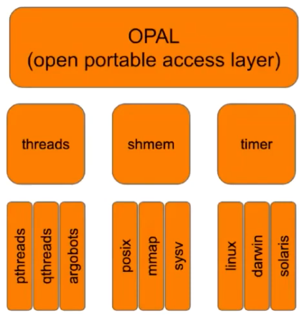 OPAL
(open portable access layer)
threads
shmem
timer
pthreads
qthreads
argobots
posix
mmap
sysv
linux
darwin
solaris